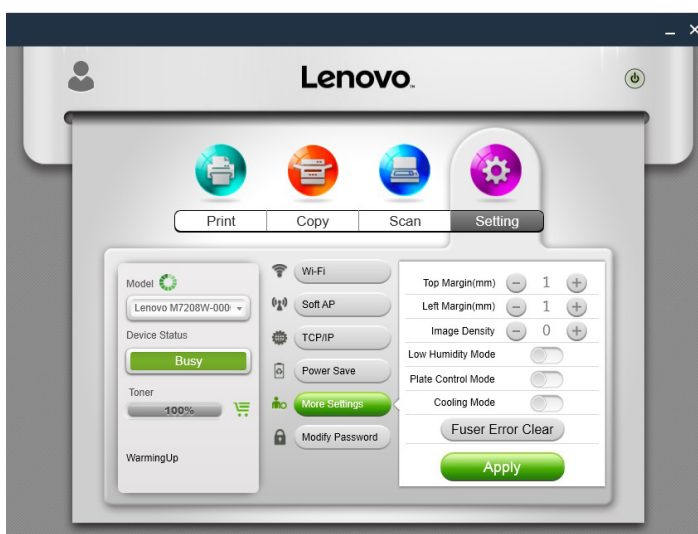 Lenovo
Print
Copy
Scan
Setting
Model
Lenovo M7208W-000
Device Status
Busy
Toner
100%
WarmingUp
Wi-Fi
Soft AP
TCP/IP
Power Save
More Settings
Modify Password
Top Margin(mm) 1
Left Margin(mm) 1
Image Density 0
Low Humidity Mode
Plate Control Mode
Cooling Mode
Fuser Error Clear
Apply